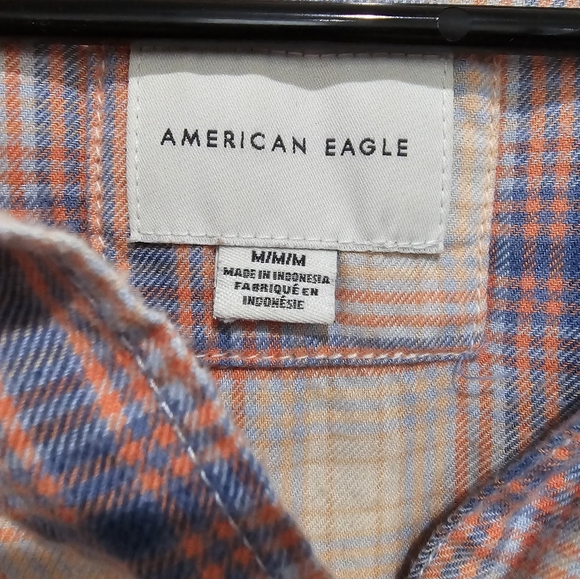 AMERICAN EAGLE
M/M/M
MADE IN INDONESIA
FABRIQUÉ EN
INDONÉSIE